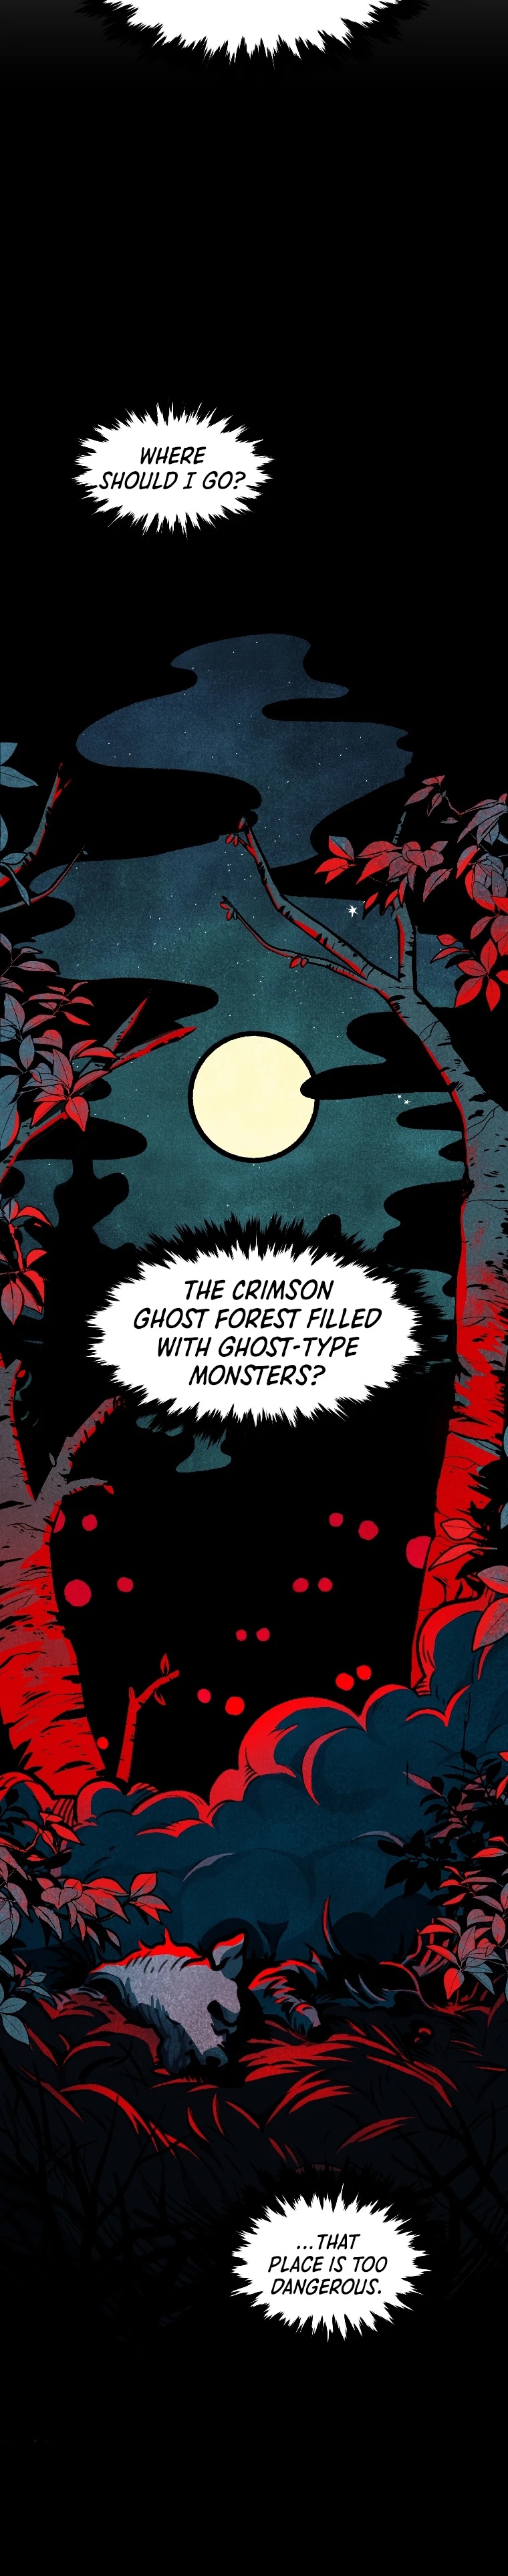 WHERE
SHOULD I GO?
THE CRIMSON
GHOST FOREST FILLED
WITH GHOST-TYPE
MONSTERS?
...THAT
PLACE IS TOO
DANGEROUS.